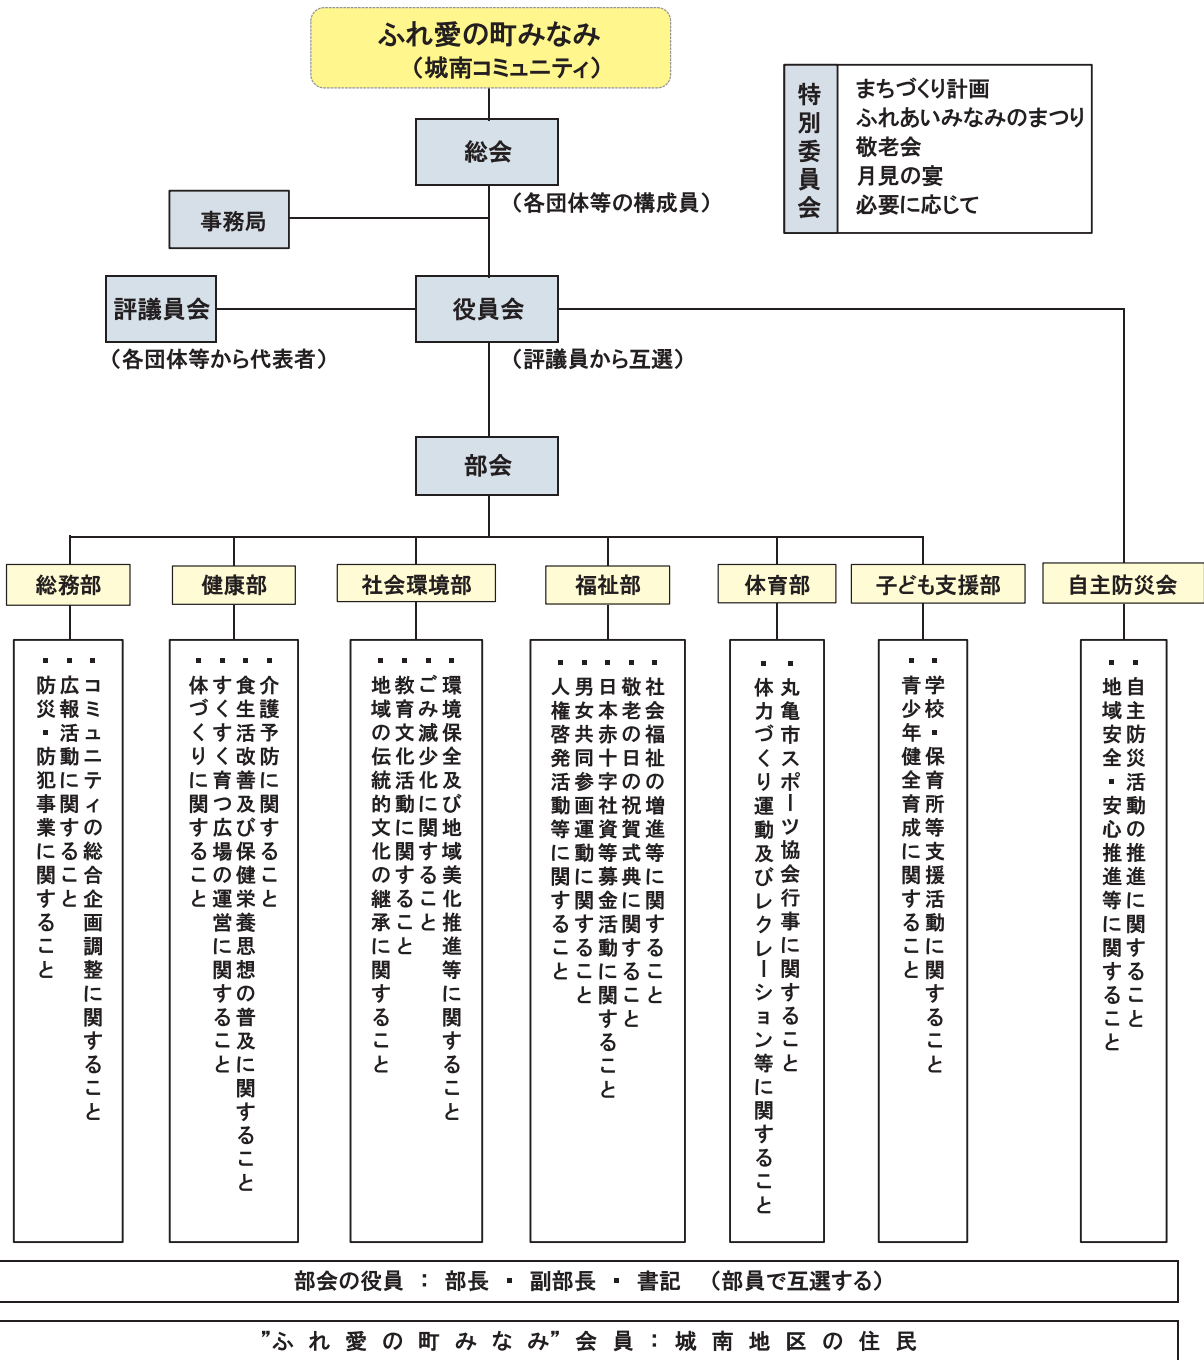 ふれ愛の町みなみ
（城南コミュニティ）
特別委員会
まちづくり計画
ふれあいみなみのまつり
敬老会
月見の宴
必要に応じて
総会
（各団体等の構成員）
事務局
評議員会
（各団体等から代表者）
役員会
（評議員から互選）
部会
総務部
健康部
社会環境部
福祉部
体育部
子ども支援部
自主防災会
・コミュニティの総合企画調整に関すること
・広報活動に関すること
・防災・防犯事業に関すること
・介護予防に関すること
・食生活改善及び保健栄養思想の普及に関すること
・すくすく育つ広場の運営に関すること
・体づくりに関すること
・環境保全及び地域美化推進等に関すること
・ごみ減少化に関すること
・教育文化活動に関すること
・地域の伝統的文化の継承に関すること
・社会福祉の増進等に関すること
・敬老の日の祝賀式典に関すること
・日本赤十字社資等募金活動に関すること
・男女共同参画運動に関すること
・人権啓発活動等に関すること
・丸亀市スポーツ協会行事に関すること
・体力づくり運動及びレクレーション等に関すること
・学校・保育所等支援活動に関すること
・青少年健全育成に関すること
・自主防災活動の推進に関すること
・地域安全・安心推進等に関すること
部会の役員 ： 部長 ・ 副部長 ・ 書記 （部員で互選する）
”ふれ愛の町みなみ”会員：城南地区の住民